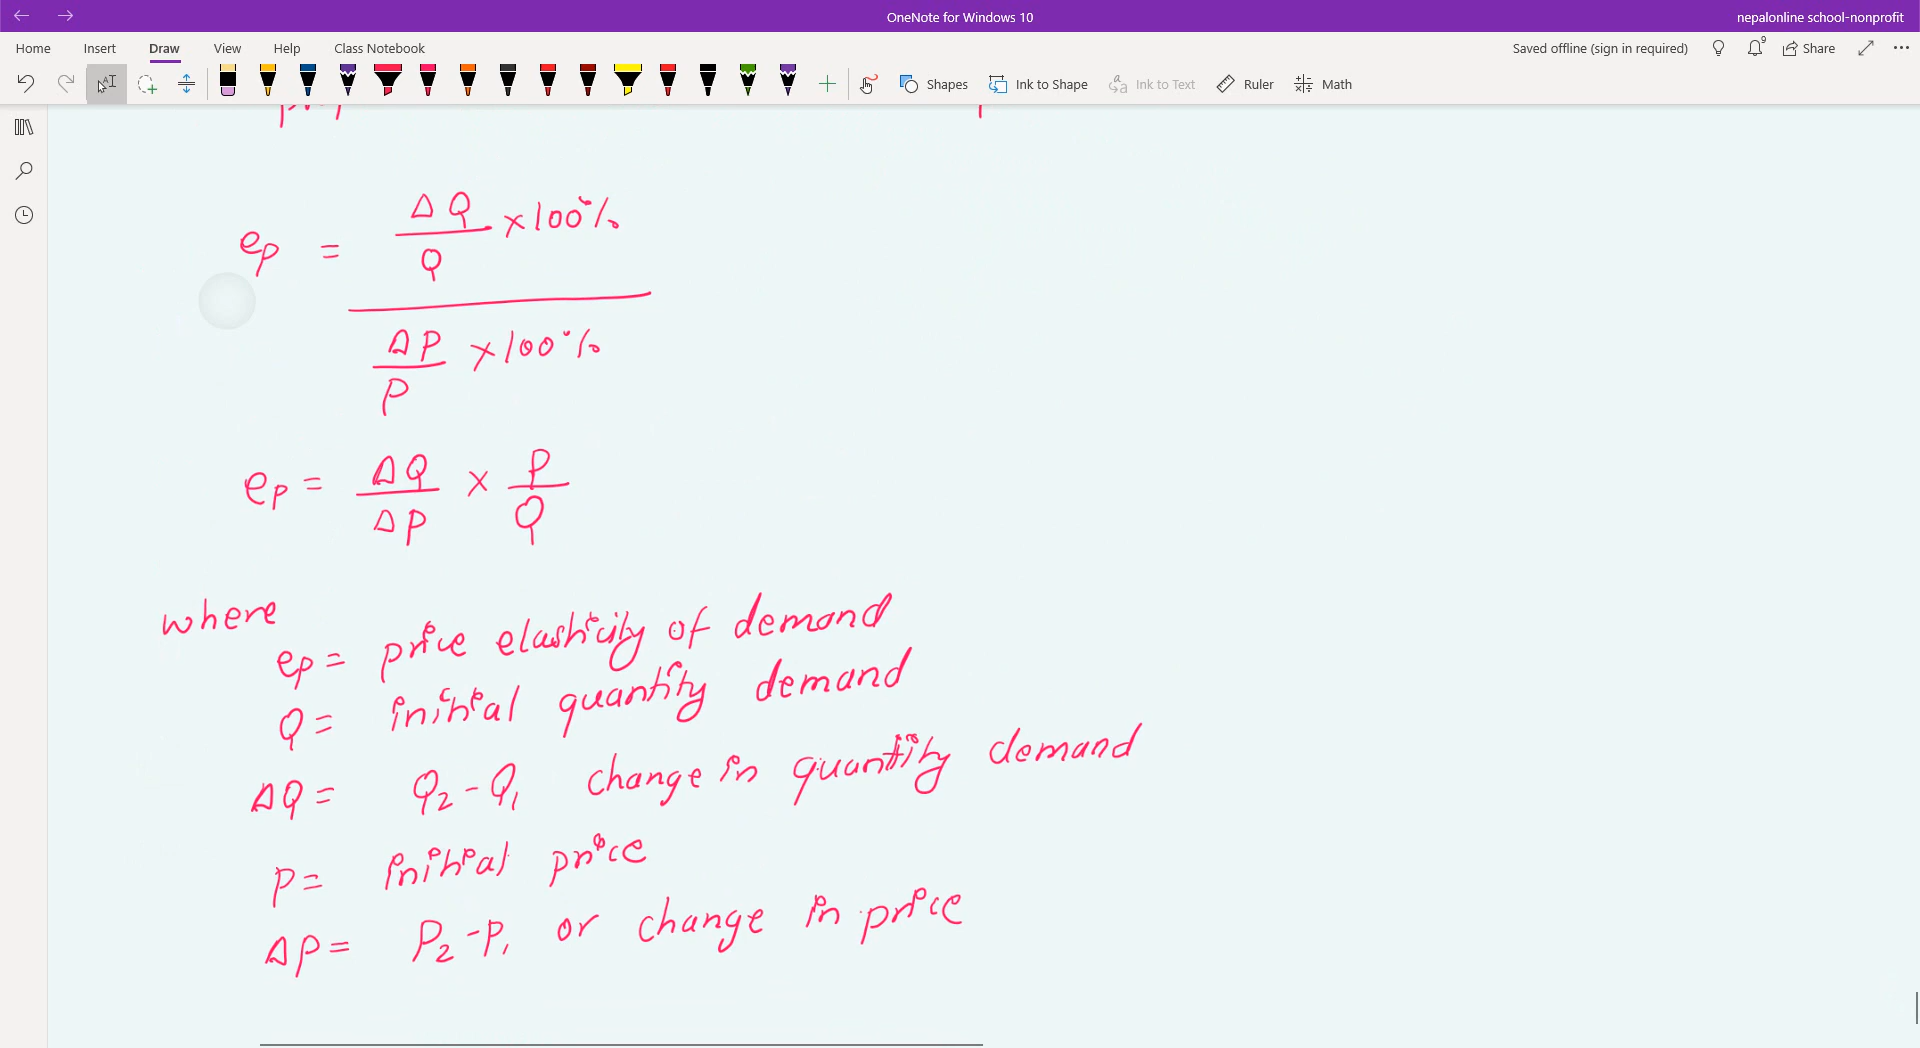 OneNote for Windows 10
nepalonline school-nonprofit
Home Insert Draw View Help Class Notebook
Saved offline (sign in required)
9
Share
Shapes
Ink to Shape
Ink to Text
Ruler
Math
ep = ΔQ/Q × 100% / ΔP/P × 100%
ep = ΔQ/ΔP × P/Q
where
ep = price elasticity of demand
Q = initial quantity demand
ΔQ = Q2 - Q1 change in quantity demand
P = initial price
ΔP = P2 - P1 or change in price